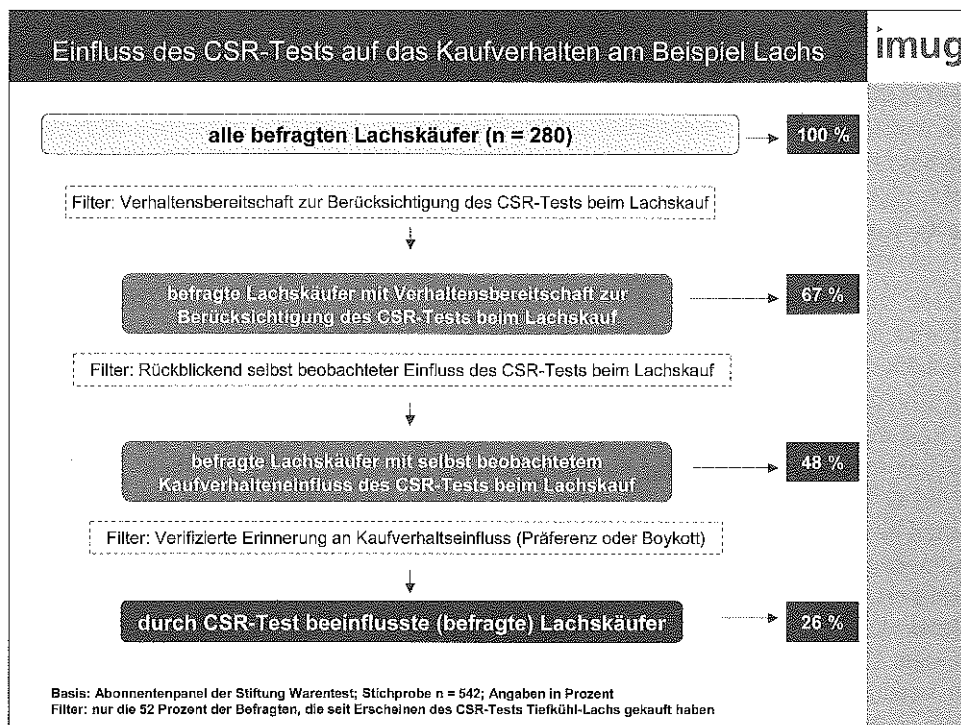 Einfluss des CSR-Tests auf das Kaufverhalten am Beispiel Lachs
imug
alle befragten Lachskäufer (n = 280)
100 %
Filter: Verhaltensbereitschaft zur Berücksichtigung des CSR-Tests beim Lachskauf
befragte Lachskäufer mit Verhaltensbereitschaft zur
Berücksichtigung des CSR-Tests beim Lachskauf
67 %
Filter: Rückblickend selbst beobachteter Einfluss des CSR-Tests beim Lachskauf
befragte Lachskäufer mit selbst beobachtetem
Kaufverhalteneinfluss des CSR-Tests beim Lachskauf
48 %
Filter: Verifizierte Erinnerung an Kaufverhaltseinfluss (Präferenz oder Boykott)
durch CSR-Test beeinflusste (befragte) Lachskäufer
26 %
Basis: Abonnentenpanel der Stiftung Warentest; Stichprobe n = 542; Angaben in Prozent
Filter: nur die 52 Prozent der Befragten, die seit Erscheinen des CSR-Tests Tiefkühl-Lachs gekauft haben